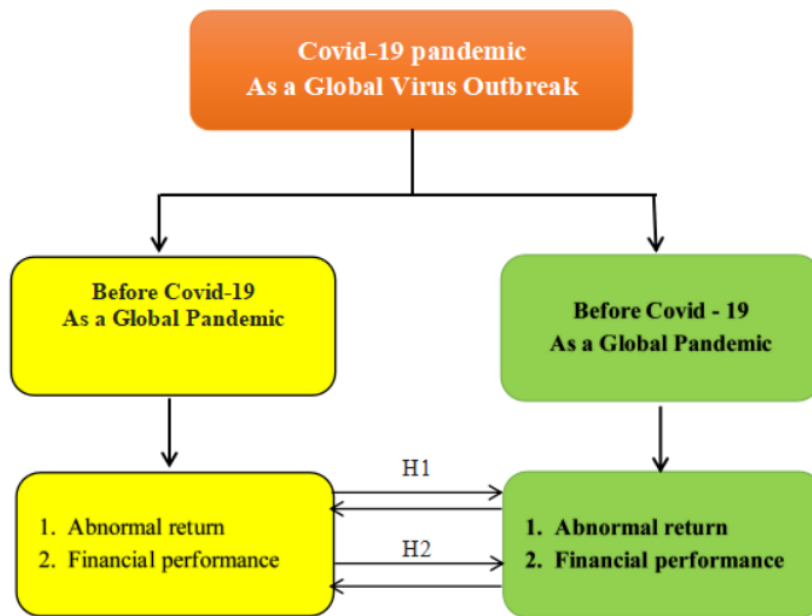 Covid-19 pandemic
As a Global Virus Outbreak
Before Covid-19
As a Global Pandemic
Before Covid - 19
As a Global Pandemic
1. Abnormal return
2. Financial performance
H1
H2
1. Abnormal return
2. Financial performance